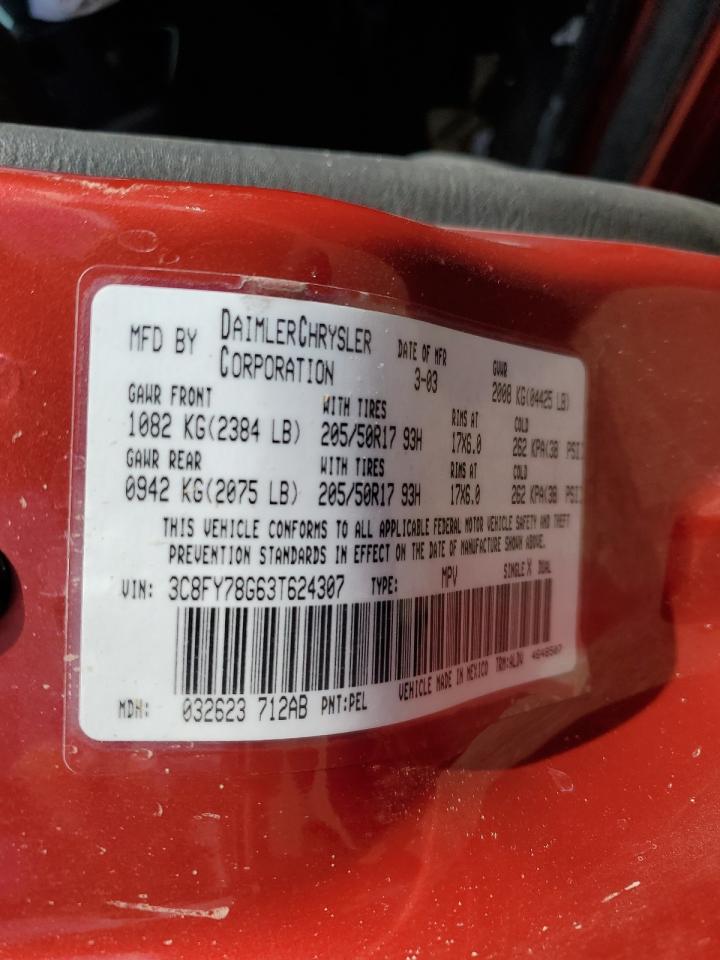 MFD BY DAIMLERCHRYSLER CORPORATION DATE OF MFR 3-03 GVWR 2008 KG(04425 LB)
GAWR FRONT WITH TIRES RIMS AT COLD
1082 KG(2384 LB) 205/50R17 93H 17X6.0 262 KPA(38 PSI)
GAWR REAR WITH TIRES RIMS AT COLD
0942 KG(2075 LB) 205/50R17 93H 17X6.0 262 KPA(38 PSI)
THIS VEHICLE CONFORMS TO ALL APPLICABLE FEDERAL MOTOR VEHICLE SAFETY AND THEFT
PREVENTION STANDARDS IN EFFECT ON THE DATE OF MANUFACTURE SHOWN ABOVE.
VIN: 3C8FY78G63T624307 TYPE: MPV SINGLE X DUAL
MDH: 032623 712AB PNT:PEL VEHICLE MADE IN MEXICO TRM:ALDV 4648507